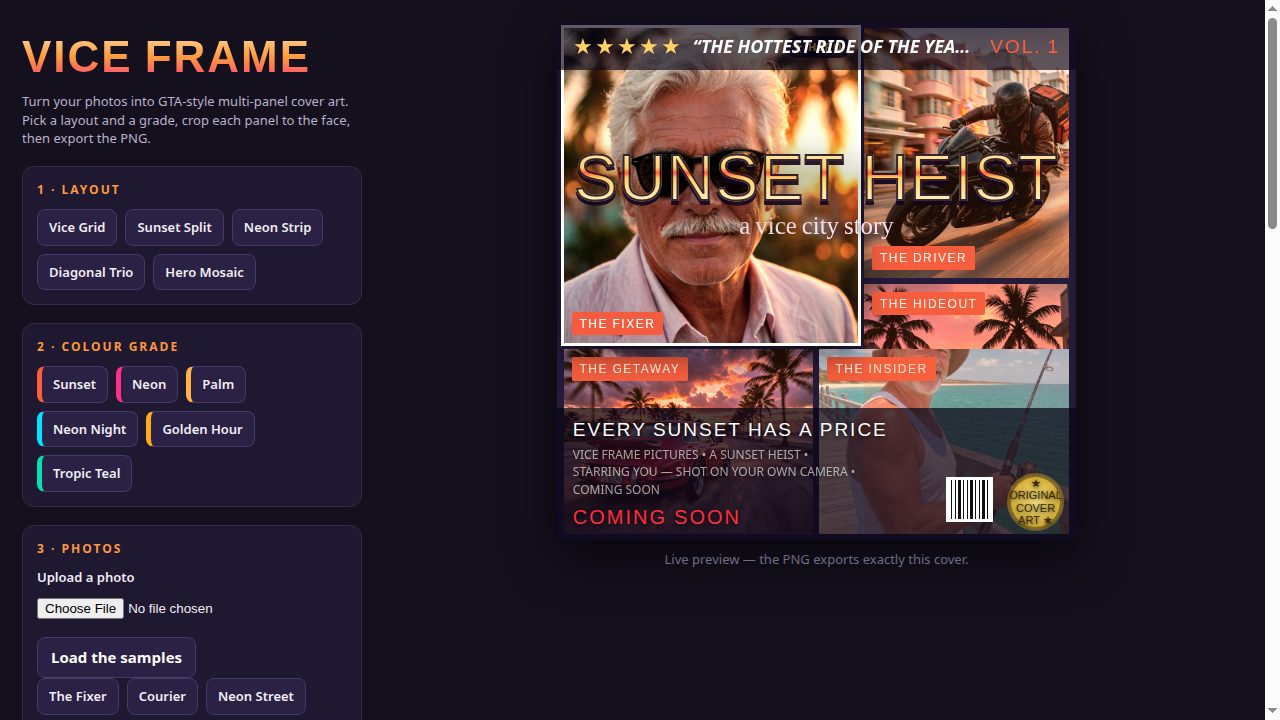 VICE FRAME
Turn your photos into GTA-style multi-panel cover art.
Pick a layout and a grade, crop each panel to the face,
then export the PNG.
1 · LAYOUT
Vice Grid
Sunset Split
Neon Strip
Diagonal Trio
Hero Mosaic
2 · COLOUR GRADE
Sunset
Neon
Palm
Neon Night
Golden Hour
Tropic Teal
3 · PHOTOS
Upload a photo
Choose File No file chosen
Load the samples
The Fixer
Courier
Neon Street
★★★★★ “THE HOTTEST RIDE OF THE YEA… VOL. 1
SUNSET HEIST
a vice city story
THE DRIVER
THE HIDEOUT
THE FIXER
THE GETAWAY
THE INSIDER
EVERY SUNSET HAS A PRICE
VICE FRAME PICTURES • A SUNSET HEIST •
STARRING YOU — SHOT ON YOUR OWN CAMERA •
COMING SOON
COMING SOON
★
ORIGINAL
COVER
ART ★
Live preview — the PNG exports exactly this cover.